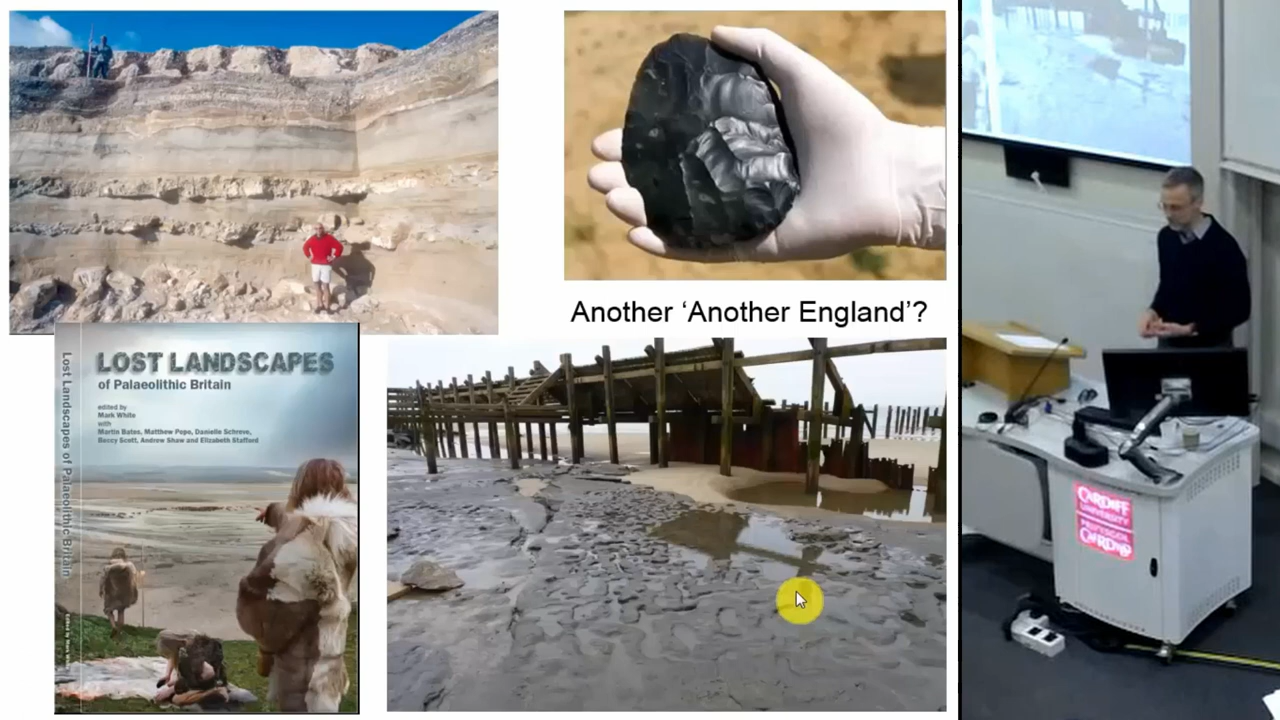 Another ‘Another England’?
LOST LANDSCAPES
of Palaeolithic Britain
edited by
Mark White
with
Martin Bates, Matthew Pope, Danielle Schreve,
Beccy Scott, Andrew Shaw and Elizabeth Stafford
Lost Landscapes of Palaeolithic Britain
CARDIFF
UNIVERSITY
PRIFYSGOL
CAERDYDD